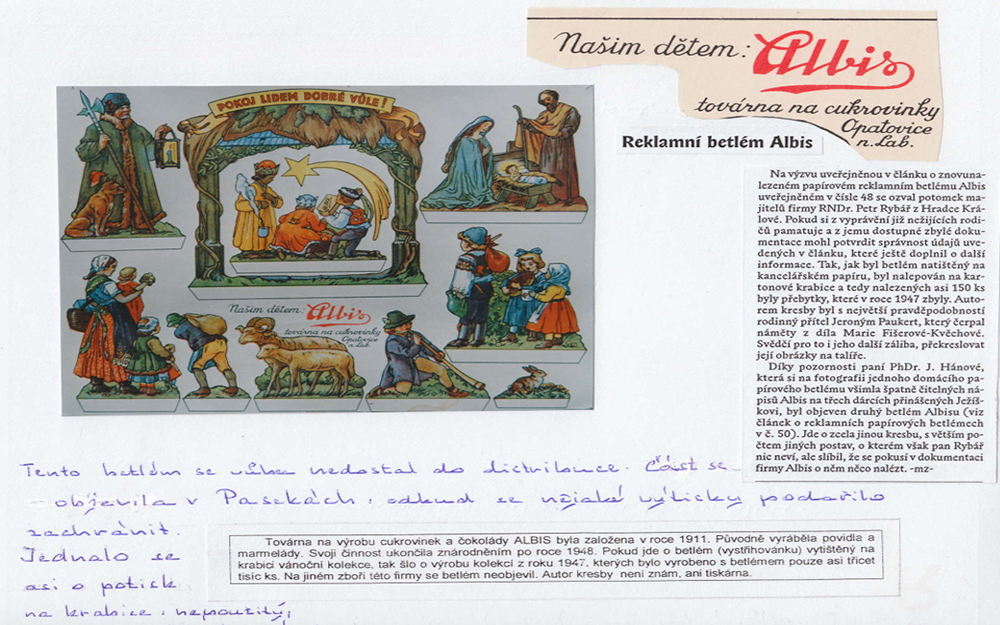 Našim dětem: Albis
továrna na cukrovinky
Opatovice
n. Lab.
Reklamní betlém Albis
POKOJ LIDEM DOBRÉ VŮLE!
Našim dětem: Albis
továrna na cukrovinky
Opatovice
n. Lab.
Na výzvu uveřejněnou v článku o znovuna-
lezeném papírovém reklamním betlému Albis
uveřejněném v čísle 48 se ozval potomek ma-
jitelů firmy RNDr. Petr Rybář z Hradce Krá-
lové. Pokud si z vyprávění již nežijících rodi-
čů pamatuje a z jemu dostupné zbylé doku-
mentace mohl potvrdit správnost údajů uve-
dených v článku, které ještě doplnil o další
informace. Tak, jak byl betlém natištěný na
kancelářském papíru, byl nalepován na kar-
tonové krabice a tedy nalezených asi 150 ks
byly přebytky, které v roce 1947 zbyly. Auto-
rem kresby byl s největší pravděpodobností
rodinný přítel Jeroným Paukert, který čerpal
náměty z díla Marie Fišerové-Kvěchové.
Svědčí pro to i jeho další záliba, překreslovat
její obrázky na talíře.
Díky pozornosti paní PhDr. J. Hánové,
která si na fotografii jednoho domácího pa-
pírového betlému všimla špatně čitelných ná-
pisů Albis na třech dárcích přinášených Ježíš-
kovi, byl objeven druhý betlém Albisu (viz
článek o reklamních papírových betlémech
v č. 50). Jde o zcela jinou kresbu, s větším po-
čtem jiných postav, o kterém však pan Rybář
nic neví, ale slíbil, že se pokusí v dokumentaci
firmy Albis o něm něco nalézt. -mz-
Tento betlém se vůbec nedostal do distribuce. Část se
objevila v Pasekách, odkud se nějaké výtisky podařilo
zachránit.
Jednalo se
asi o potisk
na krabice, nepoužitý,
Továrna na výrobu cukrovinek a čokolády ALBIS byla založena v roce 1911. Původně vyráběla povidla a
marmelády. Svoji činnost ukončila znárodněním po roce 1948. Pokud jde o betlém (vystřihovánku) vytištěný na
krabici vánoční kolekce, tak šlo o výrobu kolekcí z roku 1947, kterých bylo vyrobeno s betlémem pouze asi třicet
tisíc ks. Na jiném zboří této firmy se betlém neobjevil. Autor kresby není znám, ani tiskárna.